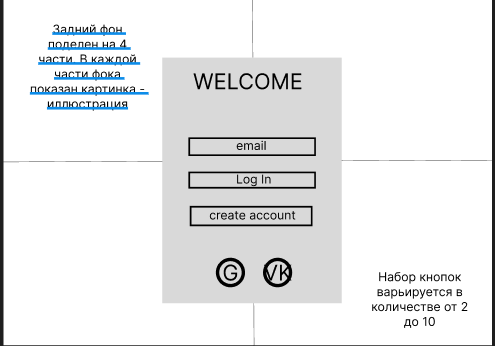 Задний фон
поделен на 4
части. В каждой
части фока
показан картинка -
иллюстрация
WELCOME
email
Log In
create account
G VK
Набор кнопок
варьируется в
количестве от 2
до 10